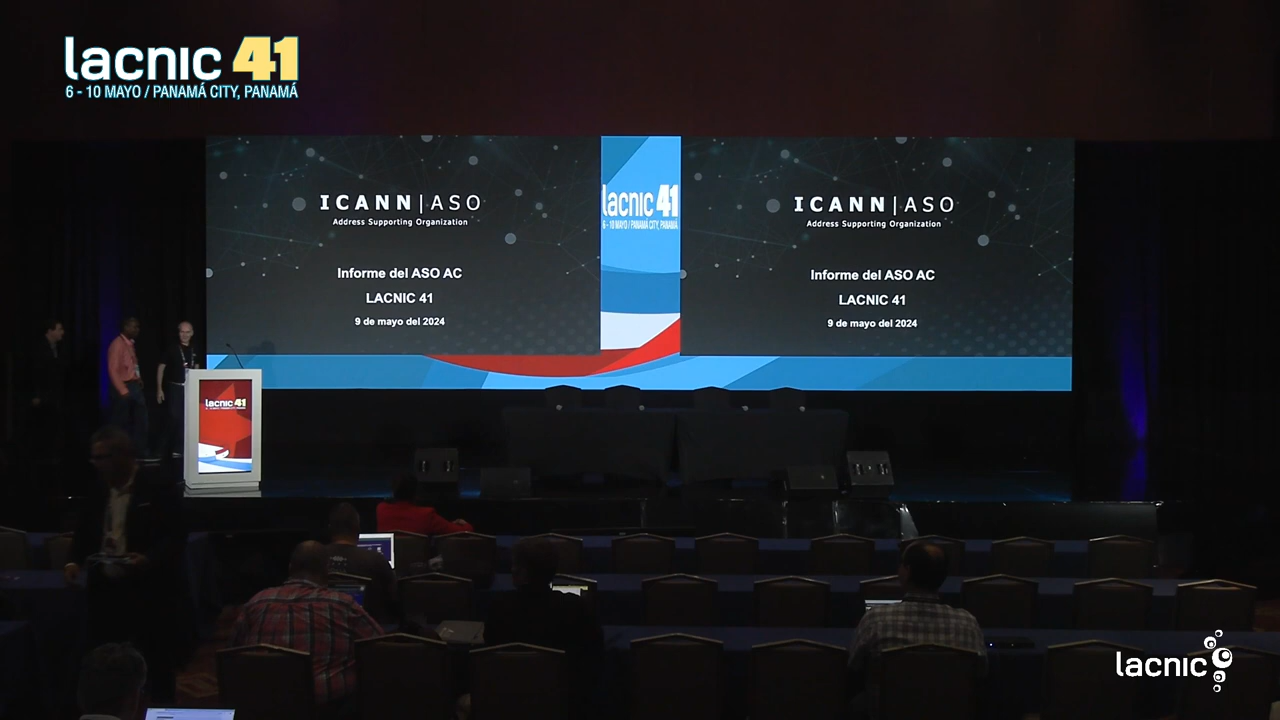 lacnic 41
6 - 10 MAYO / PANAMÁ CITY, PANAMÁ
ICANN | ASO
Address Supporting Organization
Informe del ASO AC
LACNIC 41
9 de mayo del 2024
lacnic 41
6 - 10 MAYO / PANAMÁ CITY, PANAMÁ
ICANN | ASO
Address Supporting Organization
Informe del ASO AC
LACNIC 41
9 de mayo del 2024
lacnic 41
lacnic